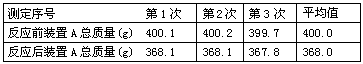 测定序号 第1次 第2次 第3次 平均值
反应前装置A总质量(g) 400.1 400.2 399.7 400.0
反应后装置A总质量(g) 368.1 368.1 367.8 368.0